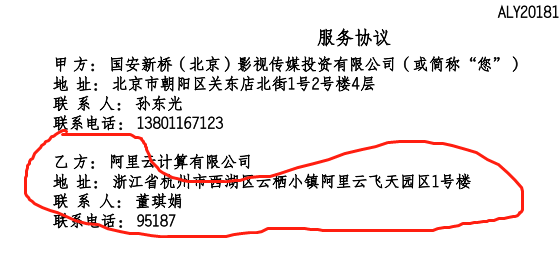 ALY20181
服务协议
甲 方： 国安新桥（北京）影视传媒投资有限公司（或简称“您”）
地 址： 北京市朝阳区关东店北街1号2号楼4层
联 系 人： 孙东光
联系电话： 13801167123
乙 方： 阿里云计算有限公司
地 址： 浙江省杭州市西湖区云栖小镇阿里云飞天园区1号楼
联 系 人： 董琪娟
联系电话： 95187